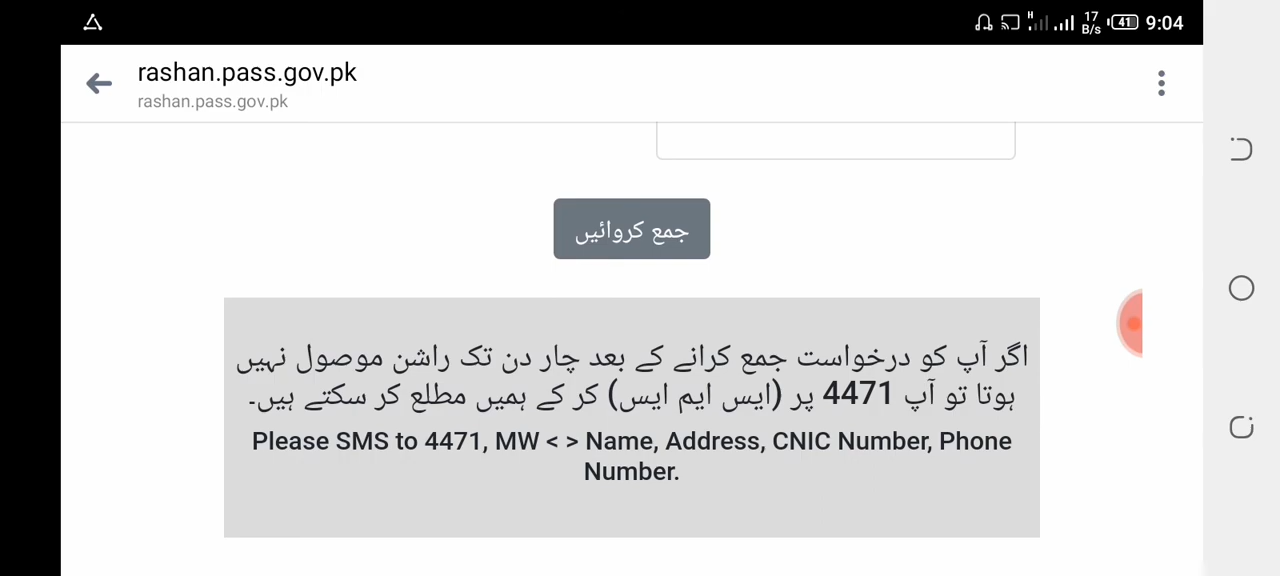 17 B/s 41 9:04
rashan.pass.gov.pk
rashan.pass.gov.pk
جمع کروائیں
اگر آپ کو درخواست جمع کرانے کے بعد چار دن تک راشن موصول نہیں
ہوتا تو آپ 4471 پر (ایس ایم ایس) کر کے ہمیں مطلع کر سکتے ہیں۔
Please SMS to 4471, MW < > Name, Address, CNIC Number, Phone
Number.